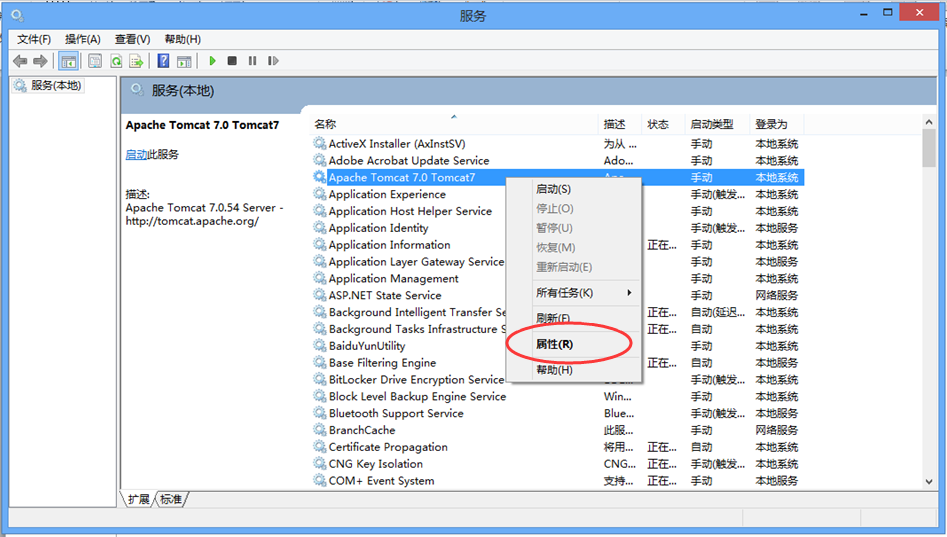 服务
文件(F) 操作(A) 查看(V) 帮助(H)
服务(本地)
服务(本地)
Apache Tomcat 7.0 Tomcat7
启动此服务
描述:
Apache Tomcat 7.0.54 Server -
http://tomcat.apache.org/
名称 描述 状态 启动类型 登录为
ActiveX Installer (AxInstSV) 为从 ... 手动 本地系统
Adobe Acrobat Update Service Ado... 手动 本地系统
Apache Tomcat 7.0 Tomcat7 手动 本地系统
Application Experience 手动(触发... 本地系统
Application Host Helper Service 手动 本地系统
Application Identity 手动(触发... 本地服务
Application Information 正在... 手动 本地系统
Application Layer Gateway Service 手动 本地服务
Application Management 手动 本地系统
ASP.NET State Service 手动 网络服务
Background Intelligent Transfer Se 正在... 自动(延迟... 本地系统
Background Tasks Infrastructure S 正在... 自动 本地系统
BaiduYunUtility 手动 本地系统
Base Filtering Engine 正在... 自动 本地服务
BitLocker Drive Encryption Service 手动(触发... 本地系统
Block Level Backup Engine Service Win... 手动 本地系统
Bluetooth Support Service Blue... 手动(触发... 本地服务
BranchCache 此服... 手动 网络服务
Certificate Propagation 将用... 正在... 自动 本地系统
CNG Key Isolation CNG... 正在... 手动(触发... 本地系统
COM+ Event System 支持... 正在... 自动 本地服务
启动(S)
停止(O)
暂停(U)
恢复(M)
重新启动(E)
所有任务(K)
刷新(F)
属性(R)
帮助(H)
扩展 标准